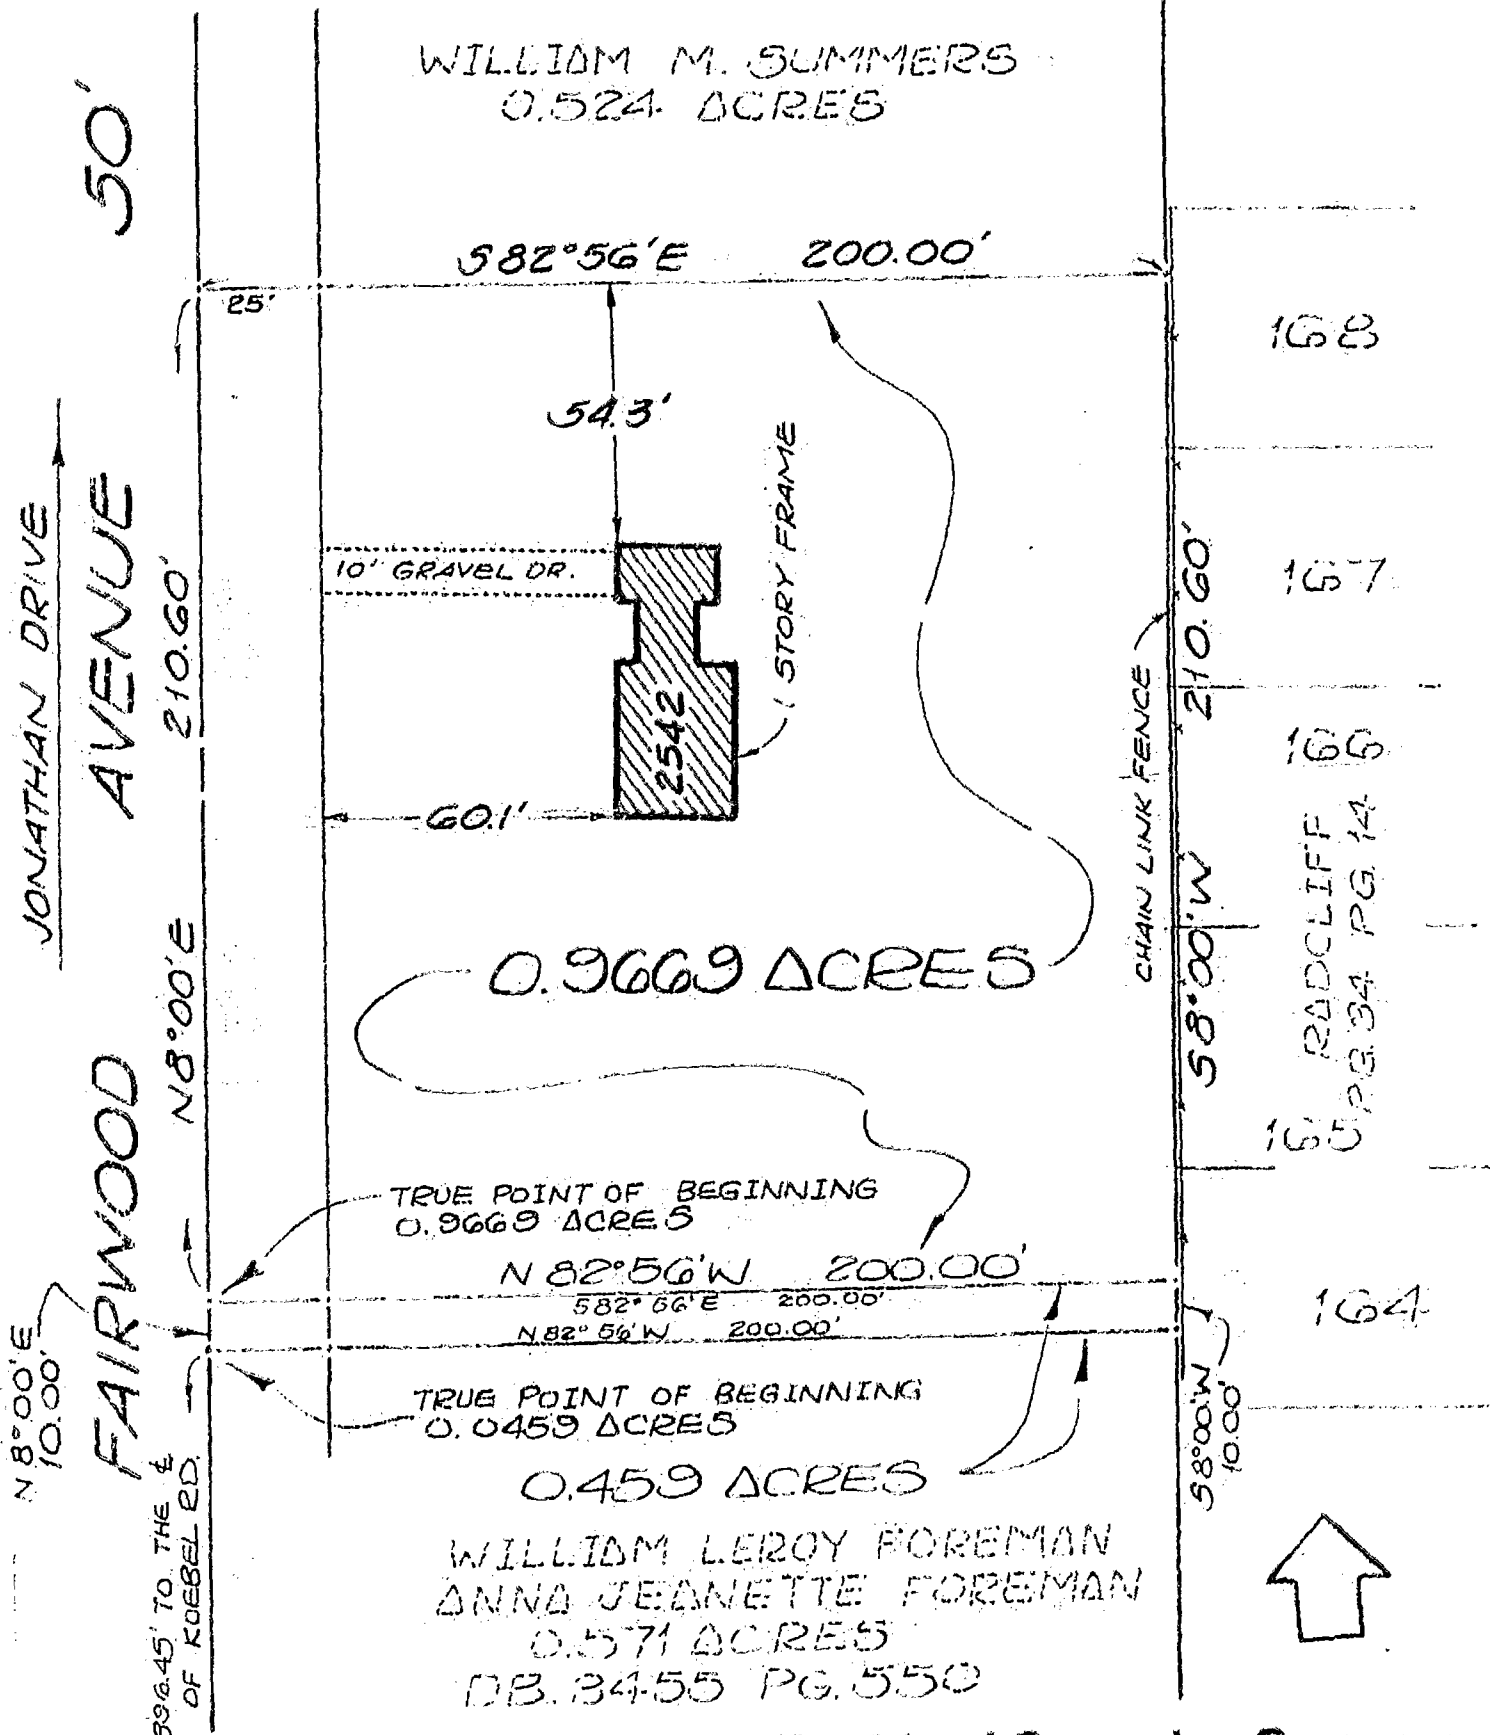 WILLIAM M. SUMMERS
0.524 ACRES
50'
S82°56'E 200.00'
25'
168
54.3'
1 STORY FRAME
10' GRAVEL DR.
167
JONATHAN DRIVE
FAIRWOOD AVENUE
N8°00'E 210.60'
2542
60.1'
CHAIN LINK FENCE
S8°00'W 210.60'
166
RADCLIFF
P.B. 34 PG. 14
0.9669 ACRES
165
TRUE POINT OF BEGINNING
0.9669 ACRES
N 82°56'W 200.00'
S82°56'E 200.00'
N 82°56'W 200.00'
164
N 8°00'E
10.00'
TRUE POINT OF BEGINNING
0.0459 ACRES
0.459 ACRES
S8°00'W
10.00'
WILLIAM LEROY FOREMAN
ANNA JEANETTE FOREMAN
0.571 ACRES
DB. 3455 PG. 550
396.45' TO THE ℄
OF KOEBEL RD.